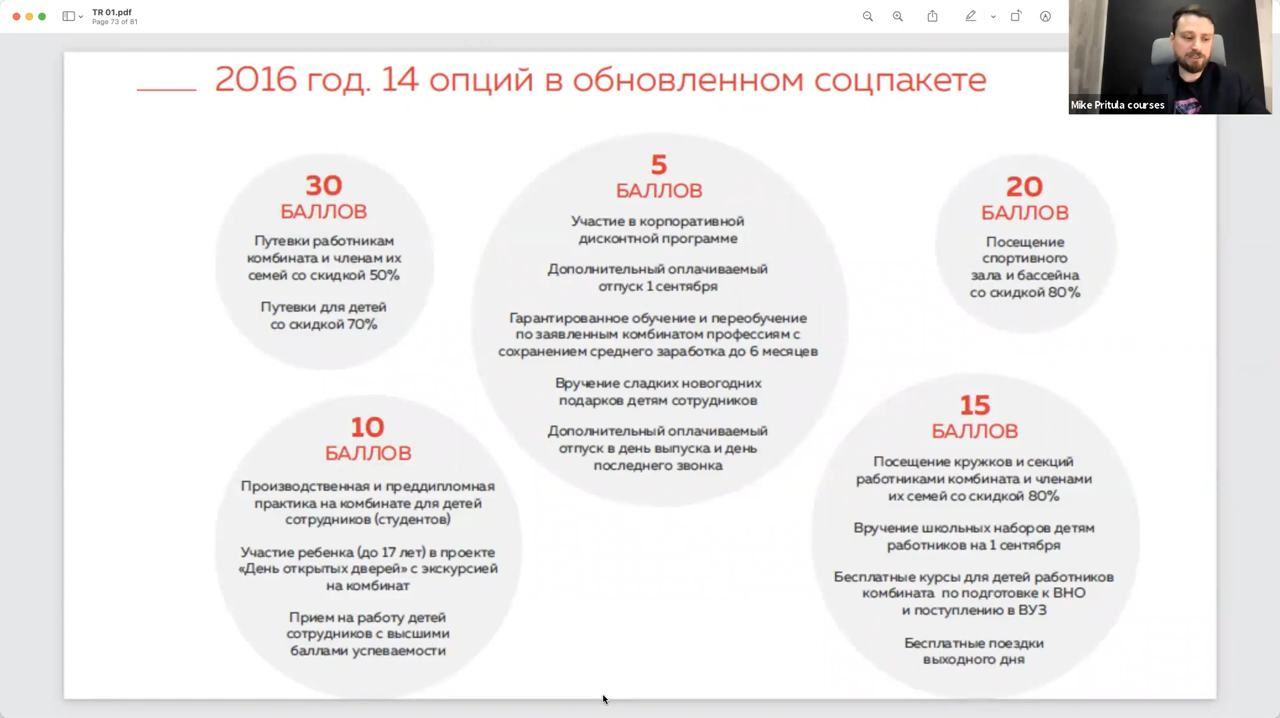 TR 01.pdf
Page 73 of 81
Mike Pritula courses
2016 год. 14 опций в обновленном соцпакете
30
БАЛЛОВ
Путевки работникам
комбината и членам их
семей со скидкой 50%
Путевки для детей
со скидкой 70%
5
БАЛЛОВ
Участие в корпоративной
дисконтной программе
Дополнительный оплачиваемый
отпуск 1 сентября
Гарантированное обучение и переобучение
по заявленным комбинатом профессиям с
сохранением среднего заработка до 6 месяцев
Вручение сладких новогодних
подарков детям сотрудников
Дополнительный оплачиваемый
отпуск в день выпуска и день
последнего звонка
20
БАЛЛОВ
Посещение
спортивного
зала и бассейна
со скидкой 80%
10
БАЛЛОВ
Производственная и преддипломная
практика на комбинате для детей
сотрудников (студентов)
Участие ребенка (до 17 лет) в проекте
«День открытых дверей» с экскурсией
на комбинат
Прием на работу детей
сотрудников с высшими
баллами успеваемости
15
БАЛЛОВ
Посещение кружков и секций
работниками комбината и членами
их семей со скидкой 80%
Вручение школьных наборов детям
работников на 1 сентября
Бесплатные курсы для детей работников
комбината по подготовке к ВНО
и поступлению в ВУЗ
Бесплатные поездки
выходного дня